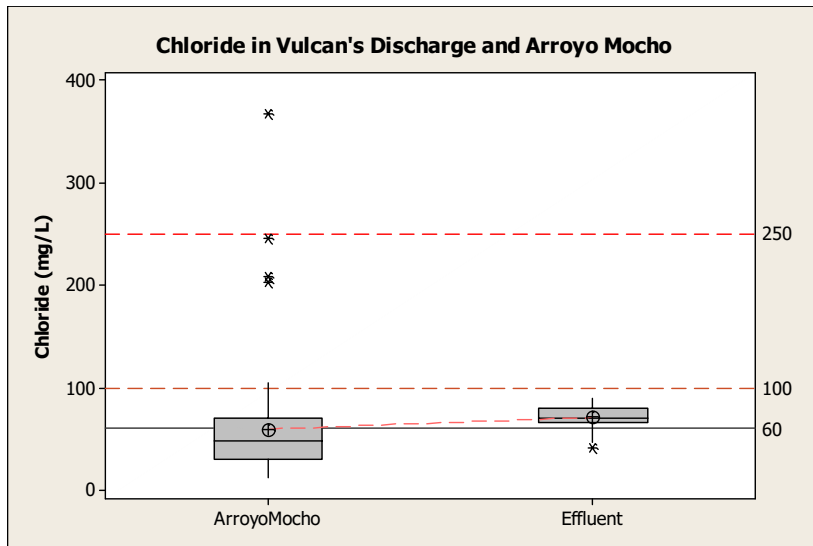 Chloride in Vulcan's Discharge and Arroyo Mocho
400
300
200
100
0
Chloride (mg/L)
250
100
60
ArroyoMocho
Effluent